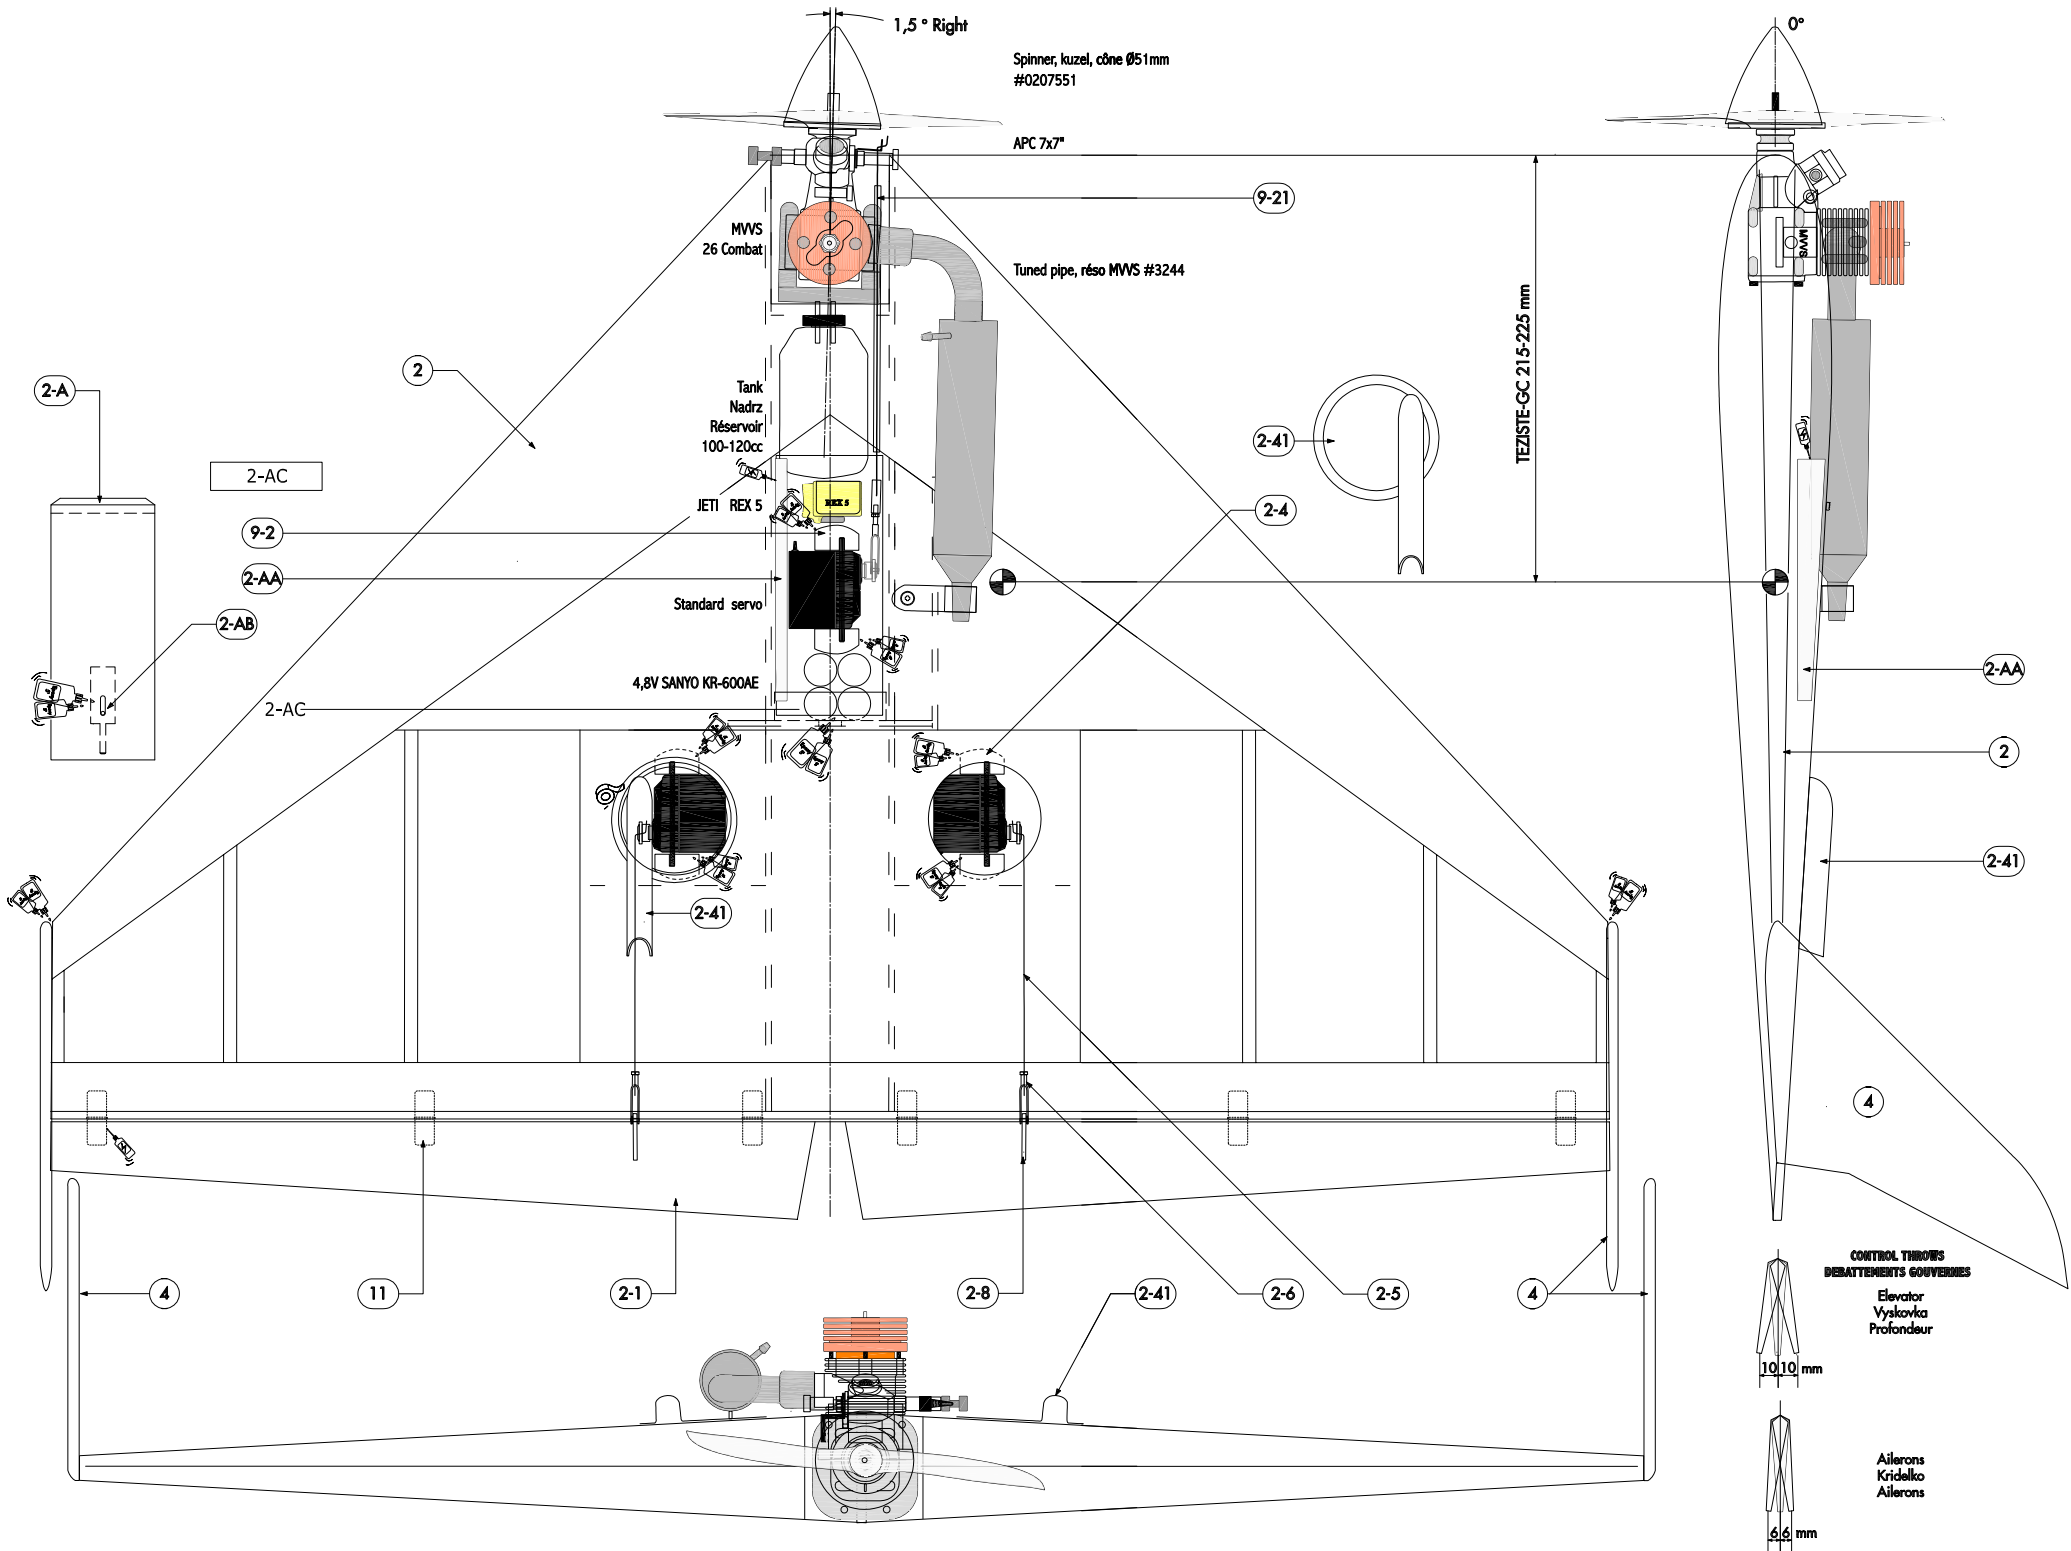 1,5 ° Right
0°
Spinner, kuzel, cône Ø51mm
#0207551
APC 7x7"
9-21
MVVS
26 Combat
MVVS
Tuned pipe, réso MVVS #3244
TEZISTE-GC 215-225 mm
2
2-A
Tank
Nadrz
Réservoir
100-120cc
2-41
2-AC
JETI REX 5
REX 5
2-4
9-2
2-AA
Standard servo
2-AB
2-AA
4,8V SANYO KR-600AE
2-AC
2
2-41
2-41
4
4
11
2-1
2-8
2-41
2-6
2-5
4
CONTROL THROWS
DEBATTEMENTS GOUVERNES
Elevator
Vyskovka
Profondeur
10 10 mm
Ailerons
Kridelko
Ailerons
6 6 mm